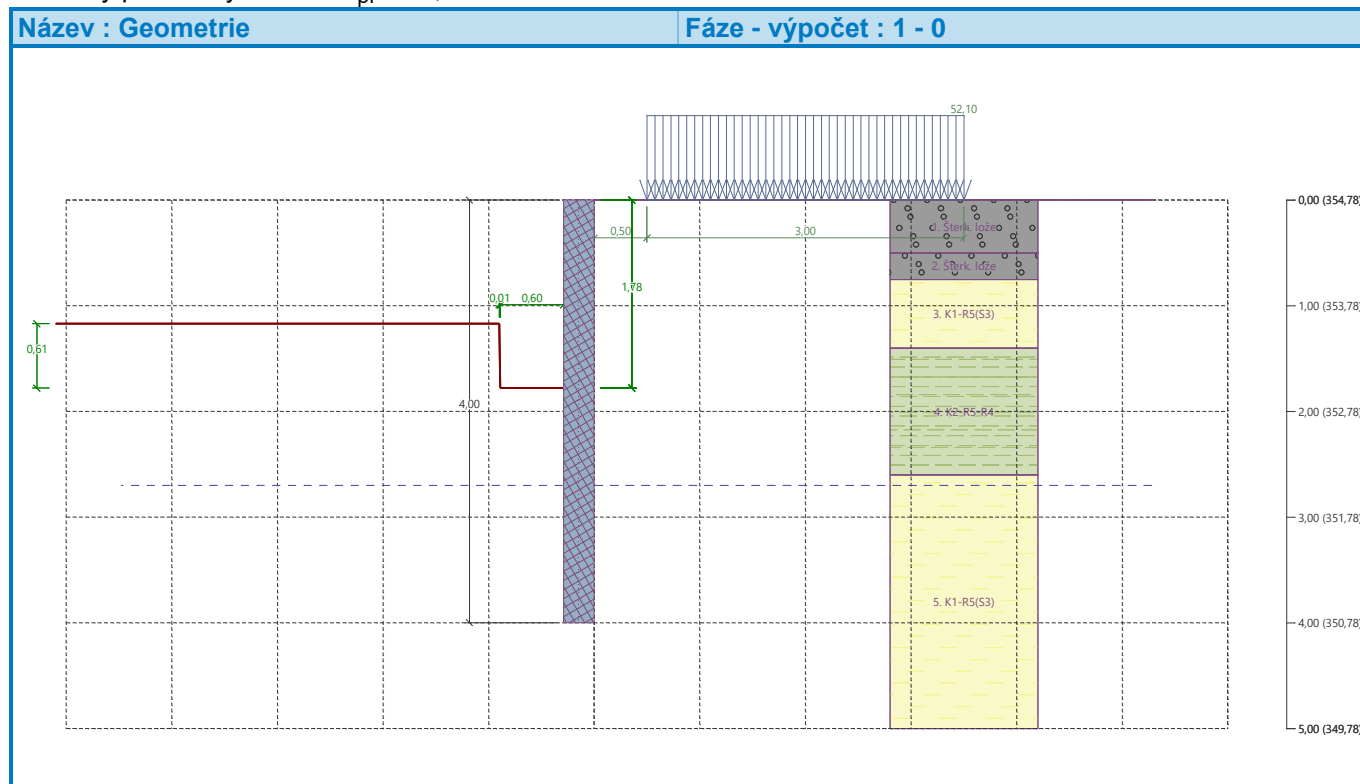 Název : Geometrie
Fáze - výpočet : 1 - 0
52,10
0,00 (354,78)
1. Šterk. lože
0,50
3,00
2. Šterk. lože
1,78
0,01
0,60
1,00 (353,78)
3. K1-R5(S3)
0,61
4,00
2,00 (352,78)
4. K2-R5-R4
3,00 (351,78)
5. K1-R5(S3)
4,00 (350,78)
5,00 (349,78)